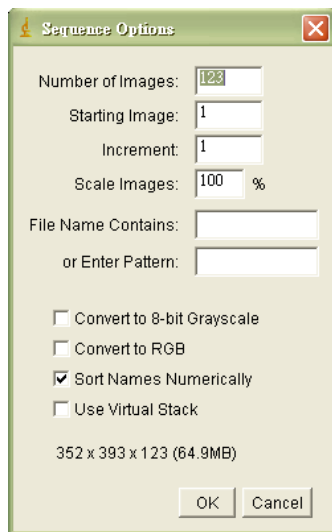 Sequence Options
Number of Images: 123
Starting Image: 1
Increment: 1
Scale Images: 100 %
File Name Contains:
or Enter Pattern:
Convert to 8-bit Grayscale
Convert to RGB
Sort Names Numerically
Use Virtual Stack
352 x 393 x 123 (64.9MB)
OK Cancel